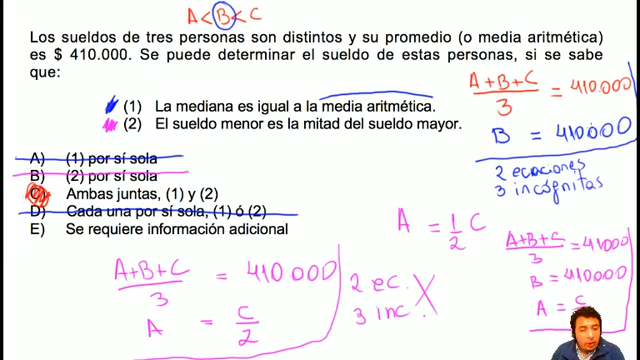 A < B < C
Los sueldos de tres personas son distintos y su promedio (o media aritmética)
es $ 410.000. Se puede determinar el sueldo de estas personas, si se sabe
que:
(1) La mediana es igual a la media aritmética.
(2) El sueldo menor es la mitad del sueldo mayor.
A) (1) por sí sola
B) (2) por sí sola
C) Ambas juntas, (1) y (2)
D) Cada una por sí sola, (1) ó (2)
E) Se requiere información adicional
A+B+C
3
= 410.000
B = 410.000
2 ecuaciones
3 incógnitas
A = 1/2 C
A+B+C
3
= 410.000
A = C/2
2 ec.
3 inc.
A+B+C
3
= 41000
B = 410000
A = C